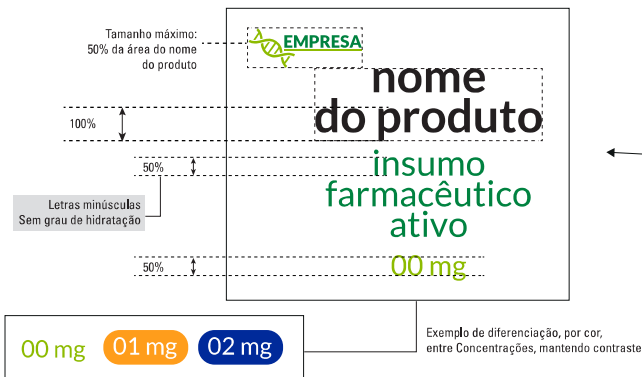 Tamanho máximo:
50% da área do nome
do produto
EMPRESA
nome
do produto
100%
50%
insumo
farmacêutico
ativo
Letras minúsculas
Sem grau de hidratação
50%
00 mg
00 mg
01 mg
02 mg
Exemplo de diferenciação, por cor,
entre Concentrações, mantendo contraste